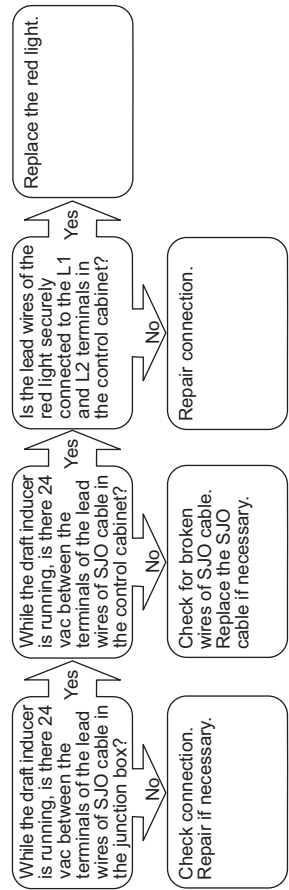 While the draft inducer
is running, is there 24
vac between the
terminals of the lead
wires of SJO cable in
the junction box?
Yes
No
Check connection.
Repair if necessary.
While the draft inducer
is running, is there 24
vac between the
terminals of the lead
wires of SJO cable in
the control cabinet?
Yes
No
Check for broken
wires of SJO cable.
Replace the SJO
cable if necessary.
Is the lead wires of the
red light securely
connected to the L1
and L2 terminals in
the control cabinet?
Yes
No
Repair connection.
Replace the red light.